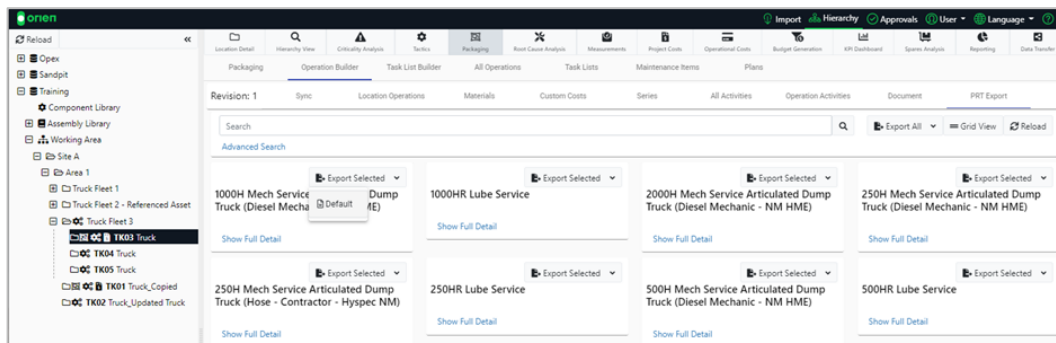 orien
Import Hierarchy Approvals User Language
Reload «
Location Detail Hierarchy View Criticality Analysis Tactics Packaging Root Cause Analysis Measurements Project Costs Operational Costs Budget Generation KPI Dashboard Spares Analysis Reporting Data Transfer
Opex
Sandpit
Training
Component Library
Assembly Library
Working Area
Site A
Area 1
Truck Fleet 1
Truck Fleet 2 - Referenced Asset
Truck Fleet 3
TK03 Truck
TK04 Truck
TK05 Truck
TK01 Truck_Copied
TK02 Truck_Updated Truck
Packaging Operation Builder Task List Builder All Operations Task Lists Maintenance Items Plans
Revision: 1 Sync Location Operations Materials Custom Costs Series All Activities Operation Activities Document PRT Export
Search Export All Grid View Reload
Advanced Search
Export Selected
1000H Mech Service Dump
Truck (Diesel Mecha ME)
Default
Show Full Detail
Export Selected
1000HR Lube Service
Show Full Detail
Export Selected
2000H Mech Service Articulated Dump
Truck (Diesel Mechanic - NM HME)
Show Full Detail
Export Selected
250H Mech Service Articulated Dump
Truck (Diesel Mechanic - NM HME)
Show Full Detail
Export Selected
250H Mech Service Articulated Dump
Truck (Hose - Contractor - Hyspec NM)
Show Full Detail
Export Selected
250HR Lube Service
Show Full Detail
Export Selected
500H Mech Service Articulated Dump
Truck (Diesel Mechanic - NM HME)
Show Full Detail
Export Selected
500HR Lube Service
Show Full Detail